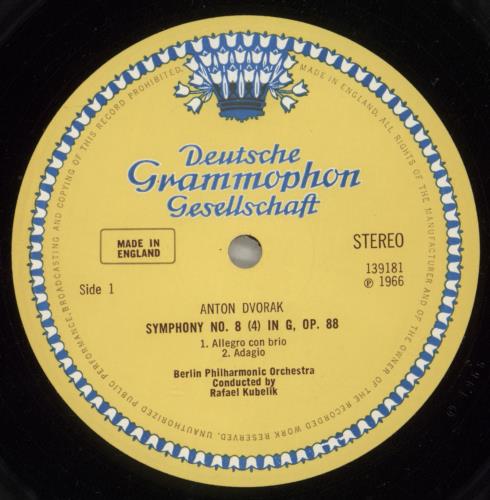 Deutsche
Grammophon
Gesellschaft
MADE IN
ENGLAND
STEREO
139181
℗ 1966
Side 1
ANTON DVORAK
SYMPHONY NO. 8 (4) IN G, OP. 88
1. Allegro con brio
2. Adagio
Berlin Philharmonic Orchestra
Conducted by
Rafael Kubelik
MADE IN ENGLAND. ALL RIGHTS OF THE MANUFACTURER AND OF THE OWNER OF THE RECORDED WORK RESERVED. UNAUTHORIZED PUBLIC PERFORMANCE, BROADCASTING AND COPYING OF THIS RECORD PROHIBITED.